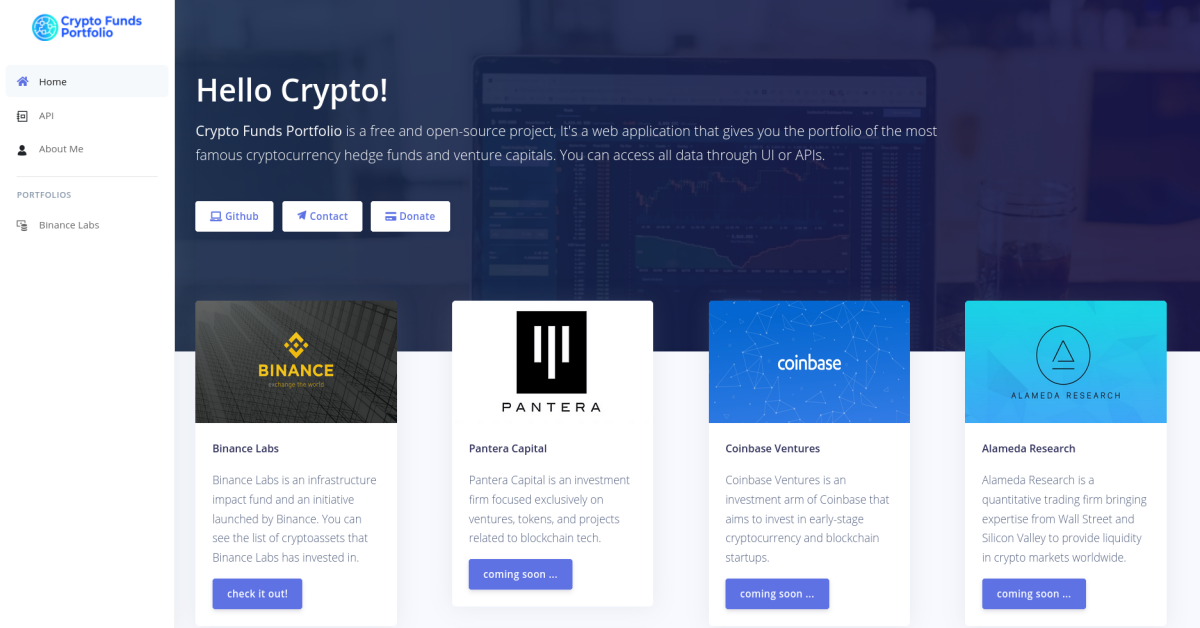 Crypto Funds
Portfolio
Home
API
About Me
PORTFOLIOS
Binance Labs
Hello Crypto!
Crypto Funds Portfolio is a free and open-source project, It's a web application that gives you the portfolio of the most
famous cryptocurrency hedge funds and venture capitals. You can access all data through UI or APIs.
Github
Contact
Donate
BINANCE
exchange the world
Binance Labs
Binance Labs is an infrastructure
impact fund and an initiative
launched by Binance. You can
see the list of cryptoassets that
Binance Labs has invested in.
check it out!
PANTERA
Pantera Capital
Pantera Capital is an investment
firm focused exclusively on
ventures, tokens, and projects
related to blockchain tech.
coming soon ...
coinbase
Coinbase Ventures
Coinbase Ventures is an
investment arm of Coinbase that
aims to invest in early-stage
cryptocurrency and blockchain
startups.
coming soon ...
ALAMEDA RESEARCH
Alameda Research
Alameda Research is a
quantitative trading firm bringing
expertise from Wall Street and
Silicon Valley to provide liquidity
in crypto markets worldwide.
coming soon ...